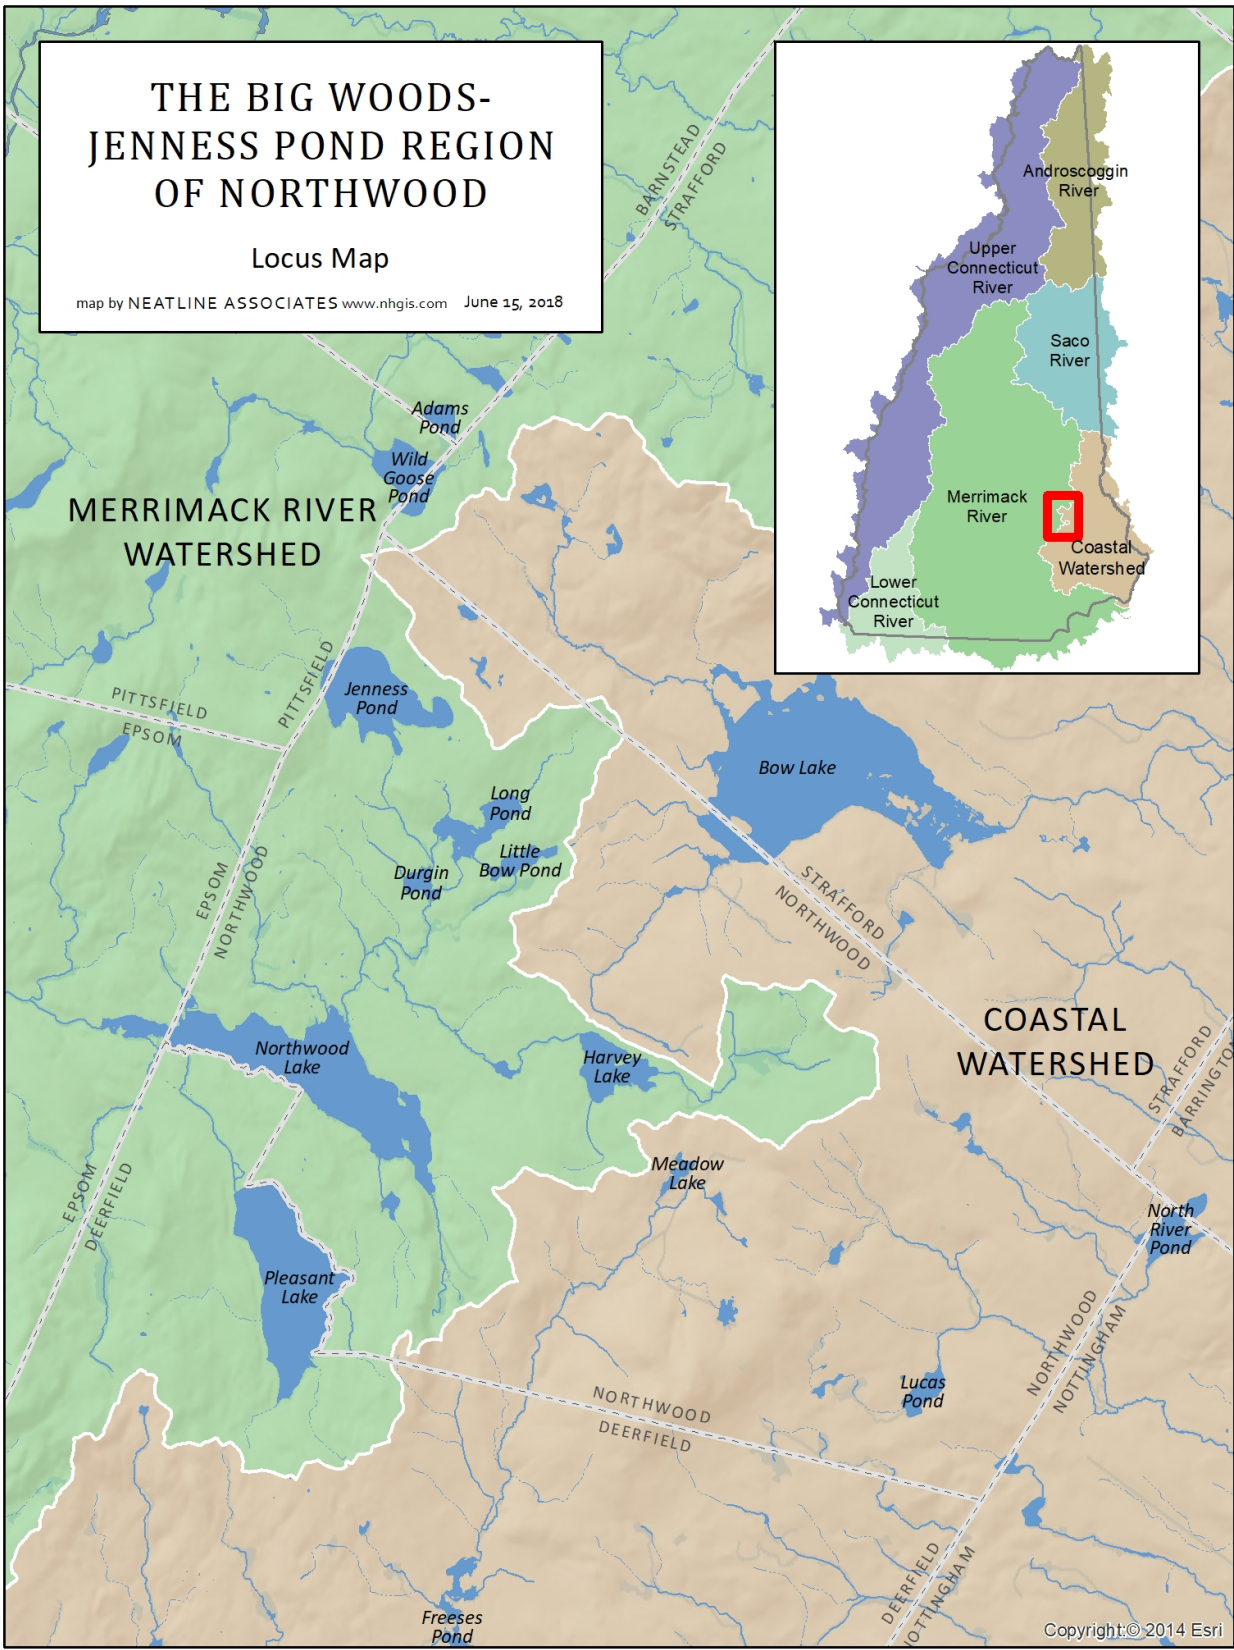 THE BIG WOODS-
JENNESS POND REGION
OF NORTHWOOD
Locus Map
map by NEATLINE ASSOCIATES www.nhgis.com June 15, 2018
Androscoggin
River
Upper
Connecticut
River
Saco
River
Merrimack
River
Coastal
Watershed
Lower
Connecticut
River
BARNSTEAD
STRAFFORD
Adams
Pond
Wild
Goose
Pond
MERRIMACK RIVER
WATERSHED
PITTSFIELD
PITTSFIELD
EPSOM
Jenness
Pond
Bow Lake
Long
Pond
Little
Bow Pond
Durgin
Pond
EPSOM
NORTHWOOD
STRAFFORD
NORTHWOOD
COASTAL
WATERSHED
Northwood
Lake
Harvey
Lake
STRAFFORD
BARRINGTO
Meadow
Lake
EPSOM
DEERFIELD
North
River
Pond
Pleasant
Lake
NORTHWOOD
NOTTINGHAM
Lucas
Pond
NORTHWOOD
DEERFIELD
DEERFIELD
NOTTINGHAM
Freeses
Pond
Copyright:© 2014 Esri